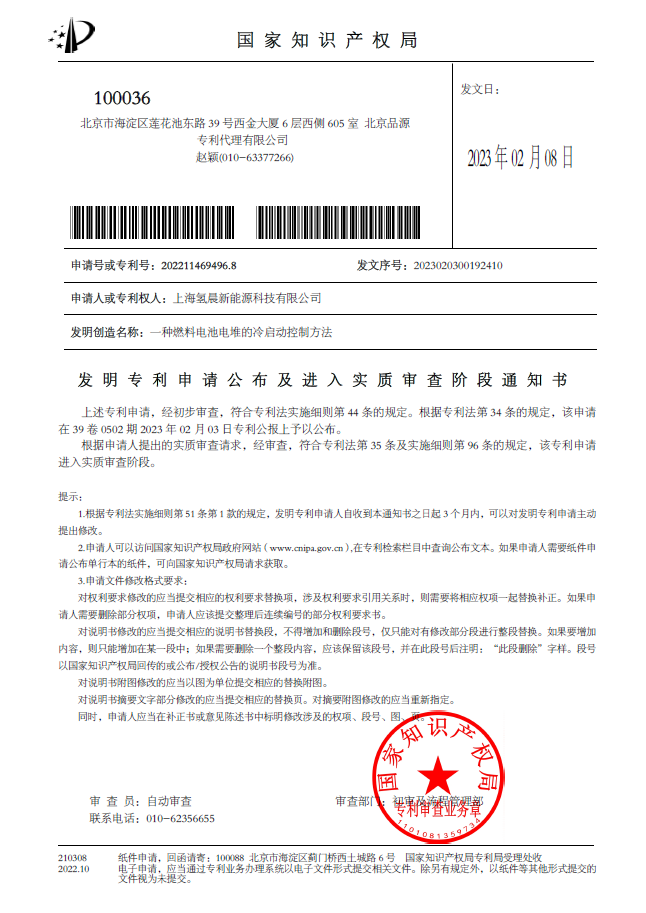 国家知识产权局
100036
北京市海淀区莲花池东路 39 号西金大厦 6 层西侧 605 室 北京品源
专利代理有限公司
赵颖(010-63377266)
发文日：
2023 年 02 月 08 日
申请号或专利号：202211469496.8
发文序号：2023020300192410
申请人或专利权人：上海氢晨新能源科技有限公司
发明创造名称：一种燃料电池电堆的冷启动控制方法
发明专利申请公布及进入实质审查阶段通知书
上述专利申请，经初步审查，符合专利法实施细则第 44 条的规定。根据专利法第 34 条的规定，该申请
在 39 卷 0502 期 2023 年 02 月 03 日专利公报上予以公布。
根据申请人提出的实质审查请求，经审查，符合专利法第 35 条及实施细则第 96 条的规定，该专利申请
进入实质审查阶段。
提示：
1.根据专利法实施细则第 51 条第 1 款的规定，发明专利申请人自收到本通知书之日起 3 个月内，可以对发明专利申请主动
提出修改。
2.申请人可以访问国家知识产权局政府网站（www.cnipa.gov.cn），在专利检索栏目中查询公布文本。如果申请人需要纸件申
请公布单行本的纸件，可向国家知识产权局请求获取。
3.申请文件修改格式要求：
对权利要求修改的应当提交相应的权利要求替换项，涉及权利要求引用关系时，则需要将相应权项一起替换补正。如果申
请人需要删除部分权项，申请人应该提交整理后连续编号的部分权利要求书。
对说明书修改的应当提交相应的说明书替换段，不得增加和删除段号，仅只能对有修改部分段进行整段替换。如果要增加
内容，则只能增加在某一段中；如果需要删除一个整段内容，应该保留该段号，并在此段号后注明：“此段删除”字样。段号
以国家知识产权局回传的或公布/授权公告的说明书段号为准。
对说明书附图修改的应当以图为单位提交相应的替换附图。
对说明书摘要文字部分修改的应当提交相应的替换页。对摘要附图修改的应当重新指定。
同时，申请人应当在补正书或意见陈述书中标明修改涉及的权项、段号、图、页。
国家知识产权局
专利审查业务章
1101081359734
审 查 员：自动审查
审查部门：初审及流程管理部
联系电话：010-62356655
210308
2022.10
纸件申请，回函请寄：100088 北京市海淀区蓟门桥西土城路 6 号 国家知识产权局专利局受理处收
电子申请，应当通过专利业务办理系统以电子文件形式提交相关文件。除另有规定外，以纸件等其他形式提交的
文件视为未提交。